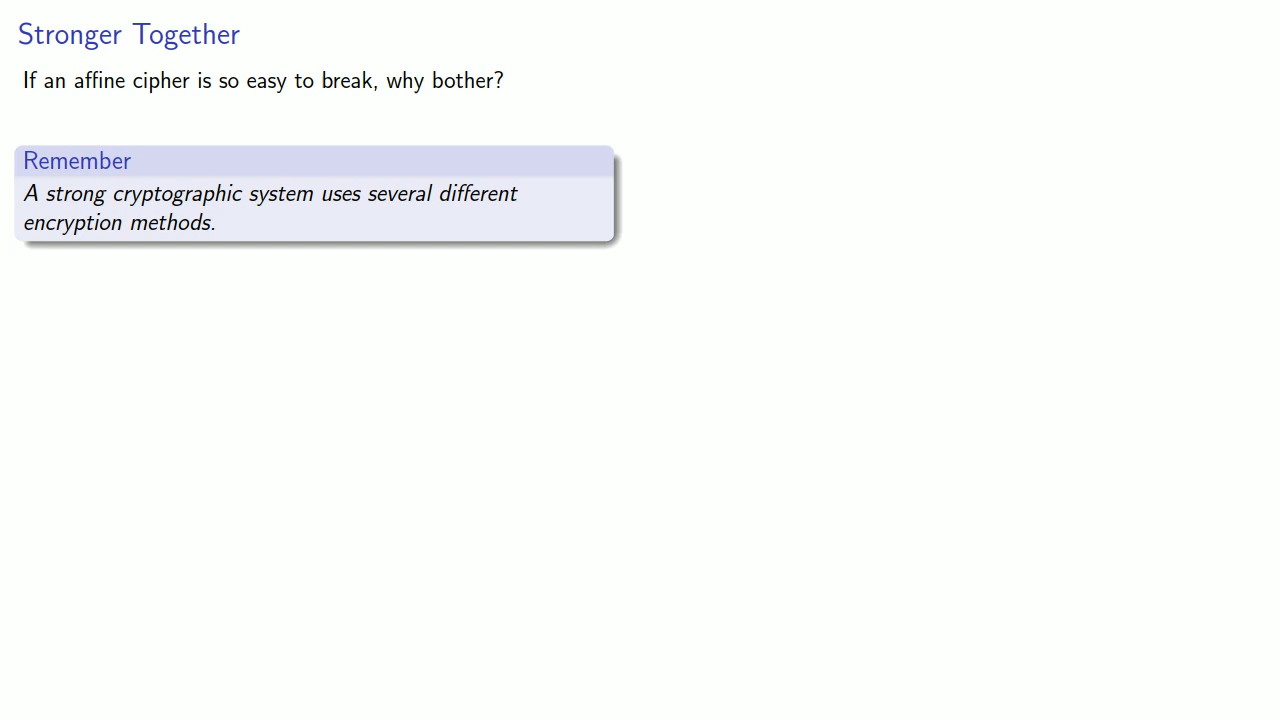 Stronger Together
If an affine cipher is so easy to break, why bother?
Remember
A strong cryptographic system uses several different
encryption methods.